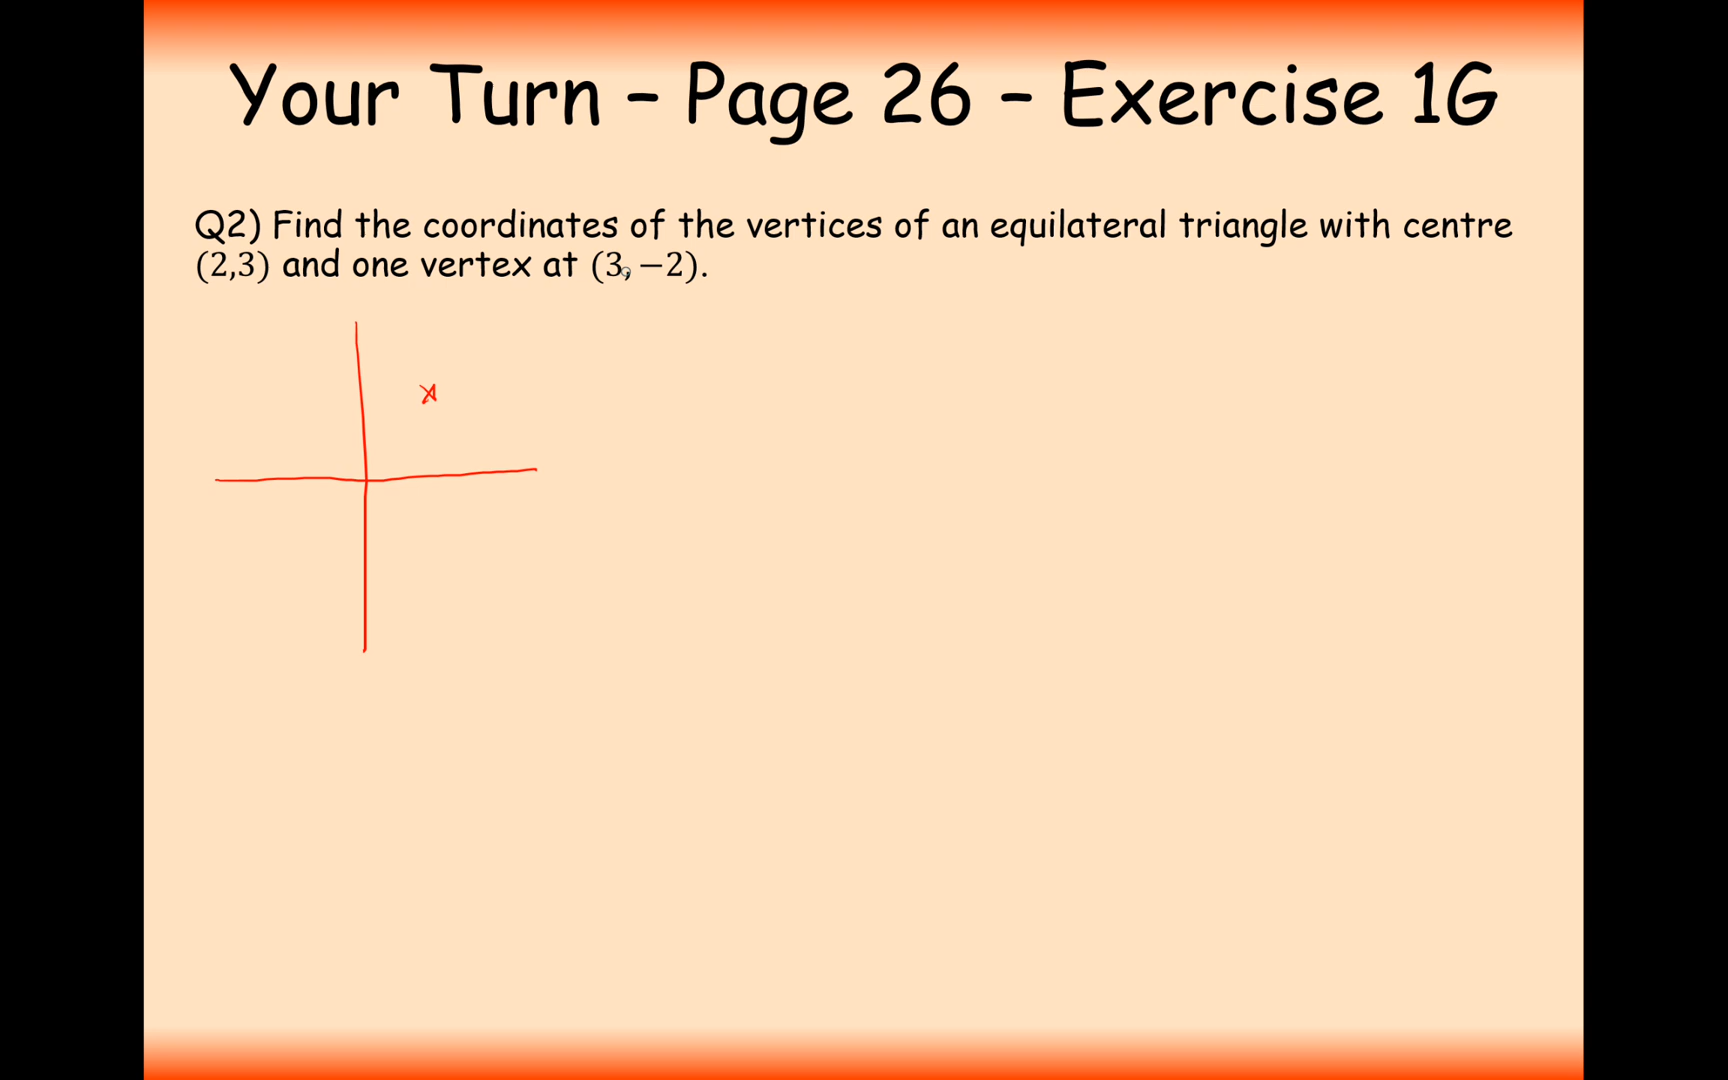 Your Turn – Page 26 – Exercise 1G
Q2) Find the coordinates of the vertices of an equilateral triangle with centre
(2,3) and one vertex at (3, −2).